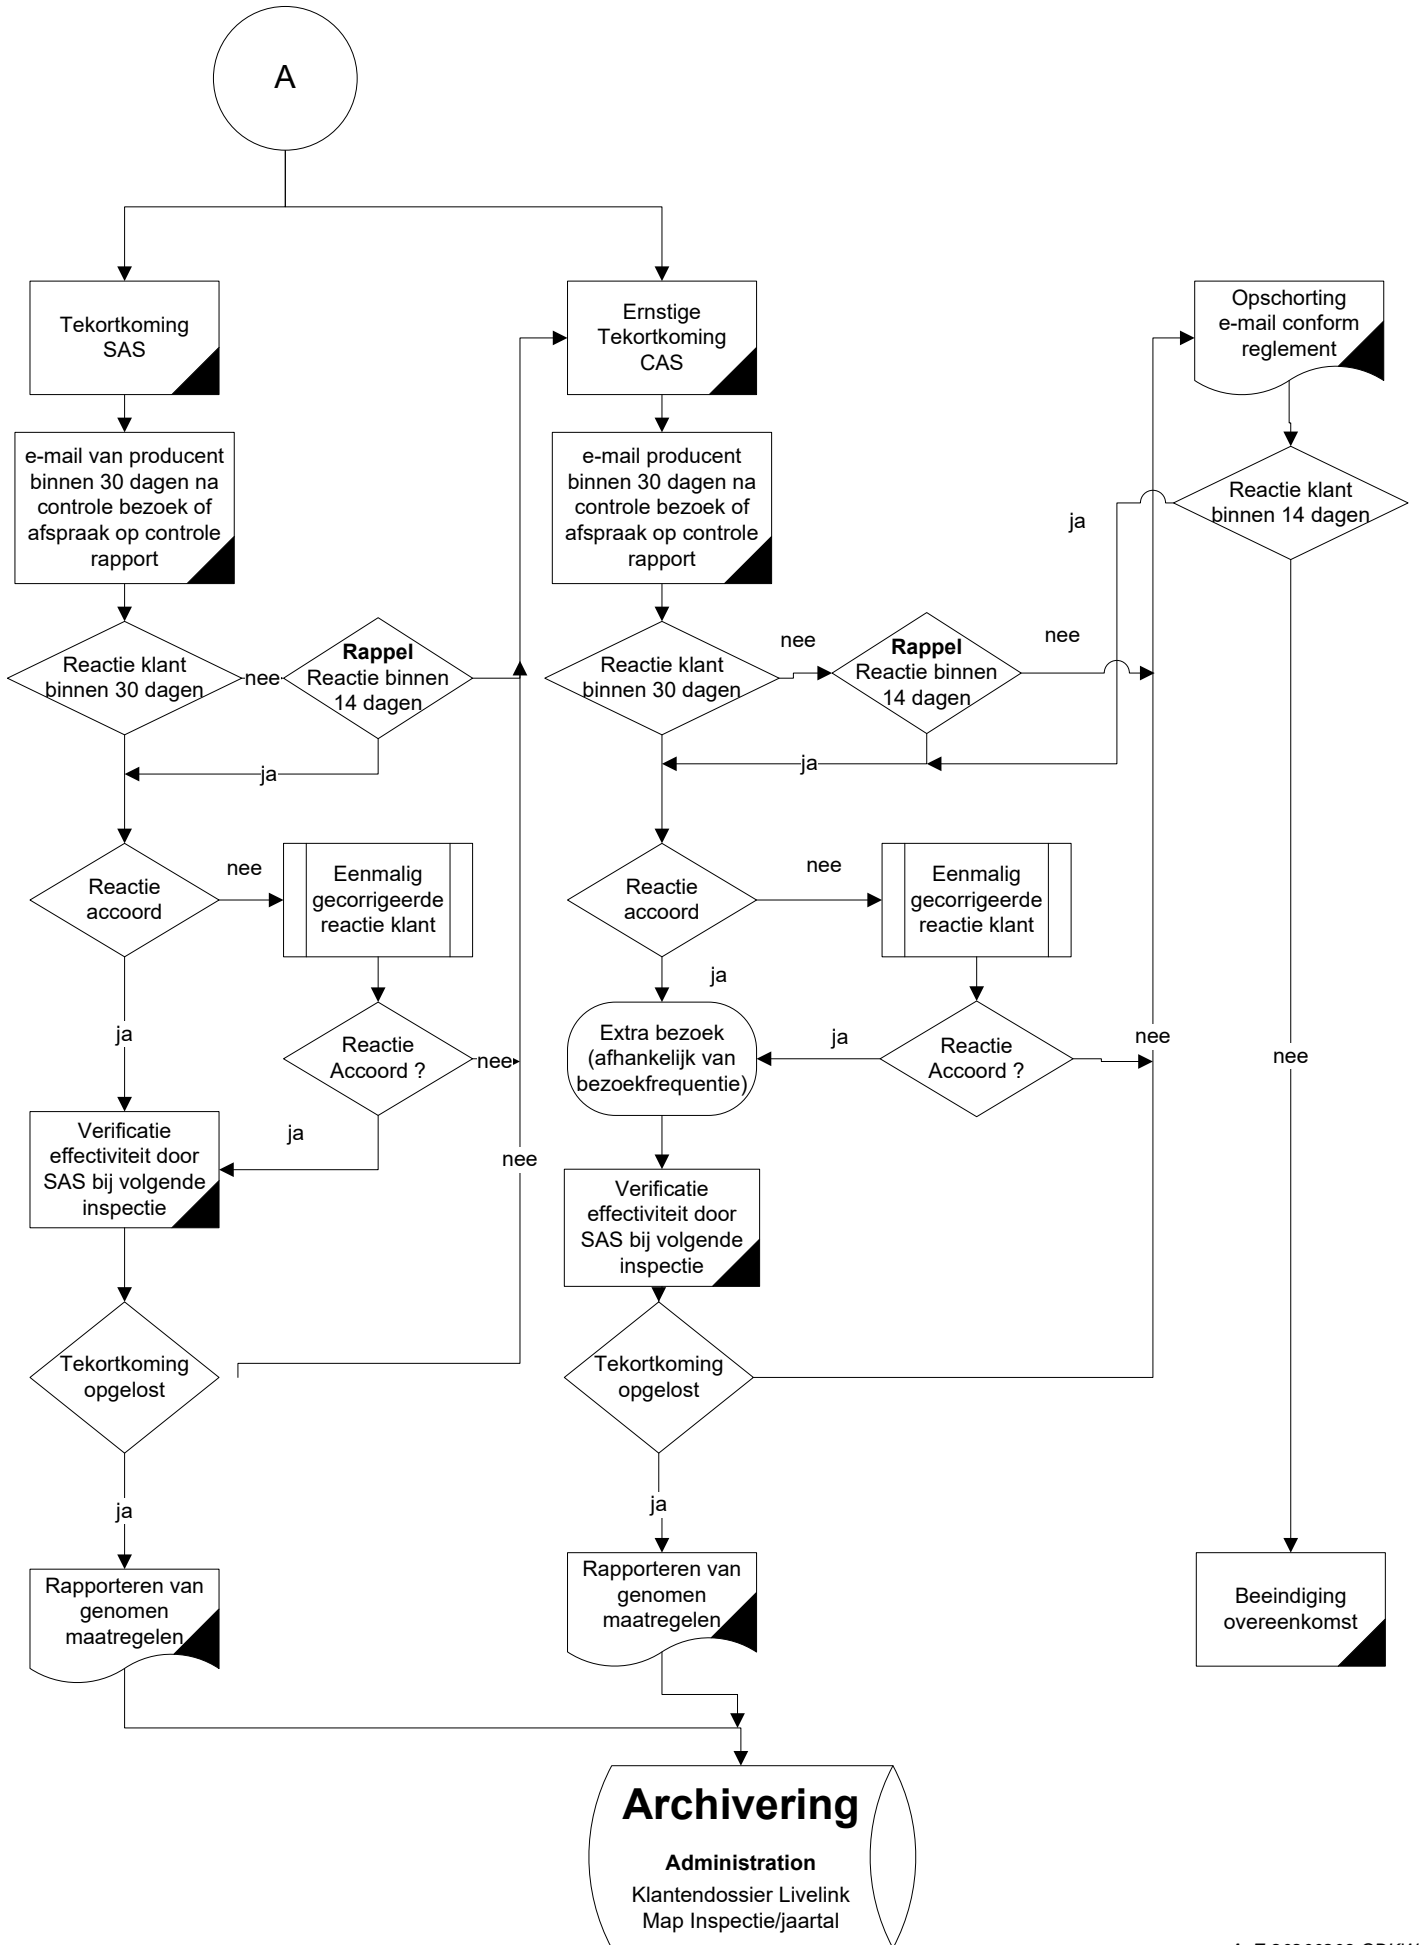 A
Tekortkoming
SAS
Ernstige
Tekortkoming
CAS
Opschorting
e-mail conform
reglement
e-mail van producent
binnen 30 dagen na
controle bezoek of
afspraak op controle
rapport
e-mail producent
binnen 30 dagen na
controle bezoek of
afspraak op controle
rapport
Reactie klant
binnen 14 dagen
ja
Reactie klant
binnen 30 dagen
nee
Rappel
Reactie binnen
14 dagen
ja
Reactie klant
binnen 30 dagen
nee
Rappel
Reactie binnen
14 dagen
nee
ja
Reactie
accoord
nee
Eenmalig
gecorrigeerde
reactie klant
Reactie
accoord
nee
Eenmalig
gecorrigeerde
reactie klant
ja
Reactie
Accoord ?
nee
ja
ja
Extra bezoek
(afhankelijk van
bezoekfrequentie)
ja
Reactie
Accoord ?
nee
nee
Verificatie
effectiviteit door
SAS bij volgende
inspectie
nee
Verificatie
effectiviteit door
SAS bij volgende
inspectie
Tekortkoming
opgelost
Tekortkoming
opgelost
ja
ja
Rapporteren van
genomen
maatregelen
Rapporteren van
genomen
maatregelen
Beeindiging
overeenkomst
Archivering
Administration
Klantendossier Livelink
Map Inspectie/jaartal